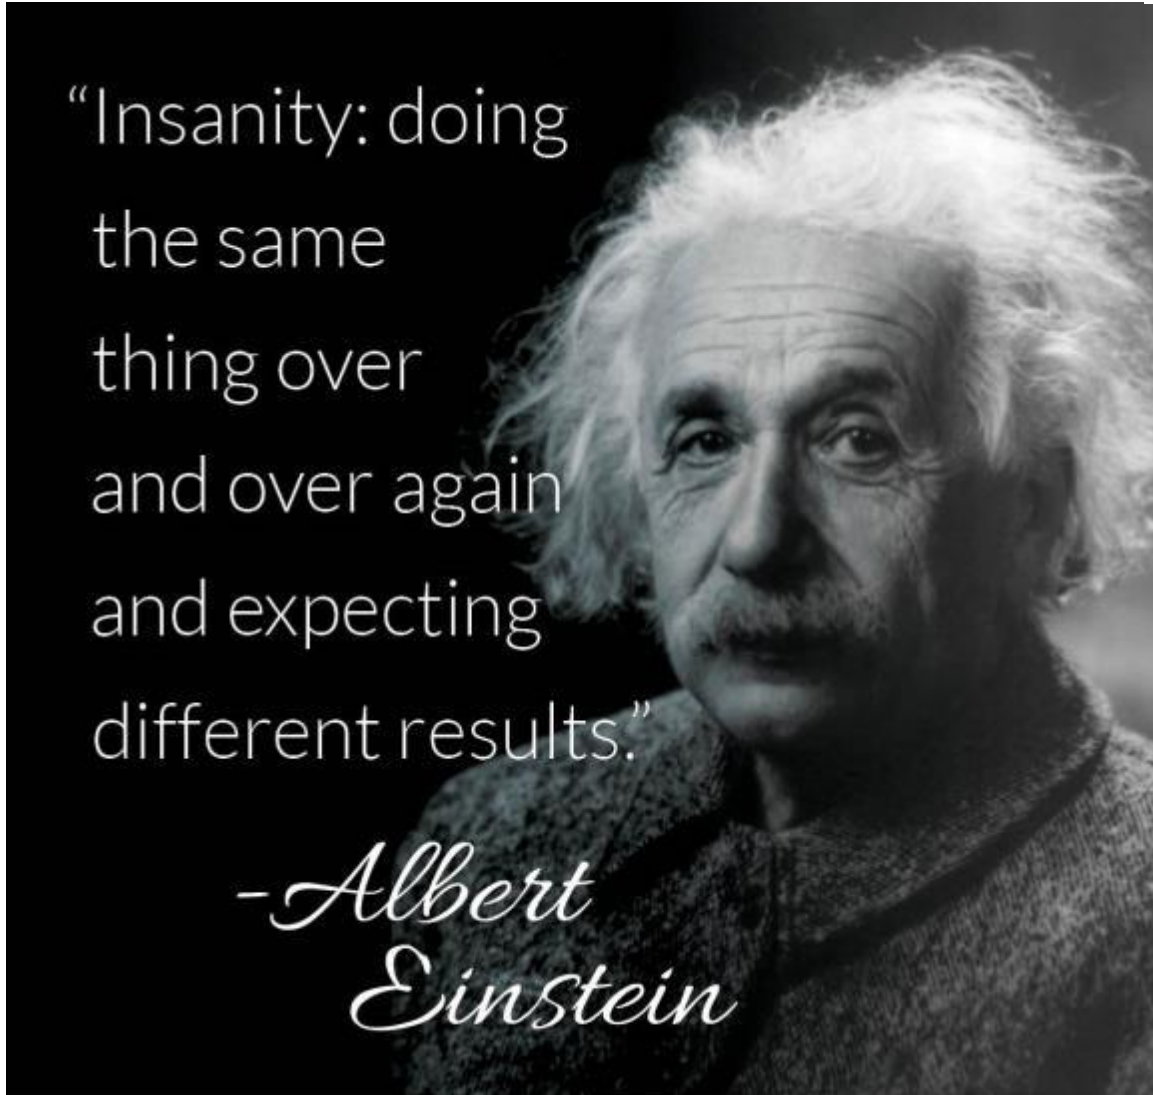 “Insanity: doing
the same
thing over
and over again
and expecting
different results.”
-Albert
Einstein